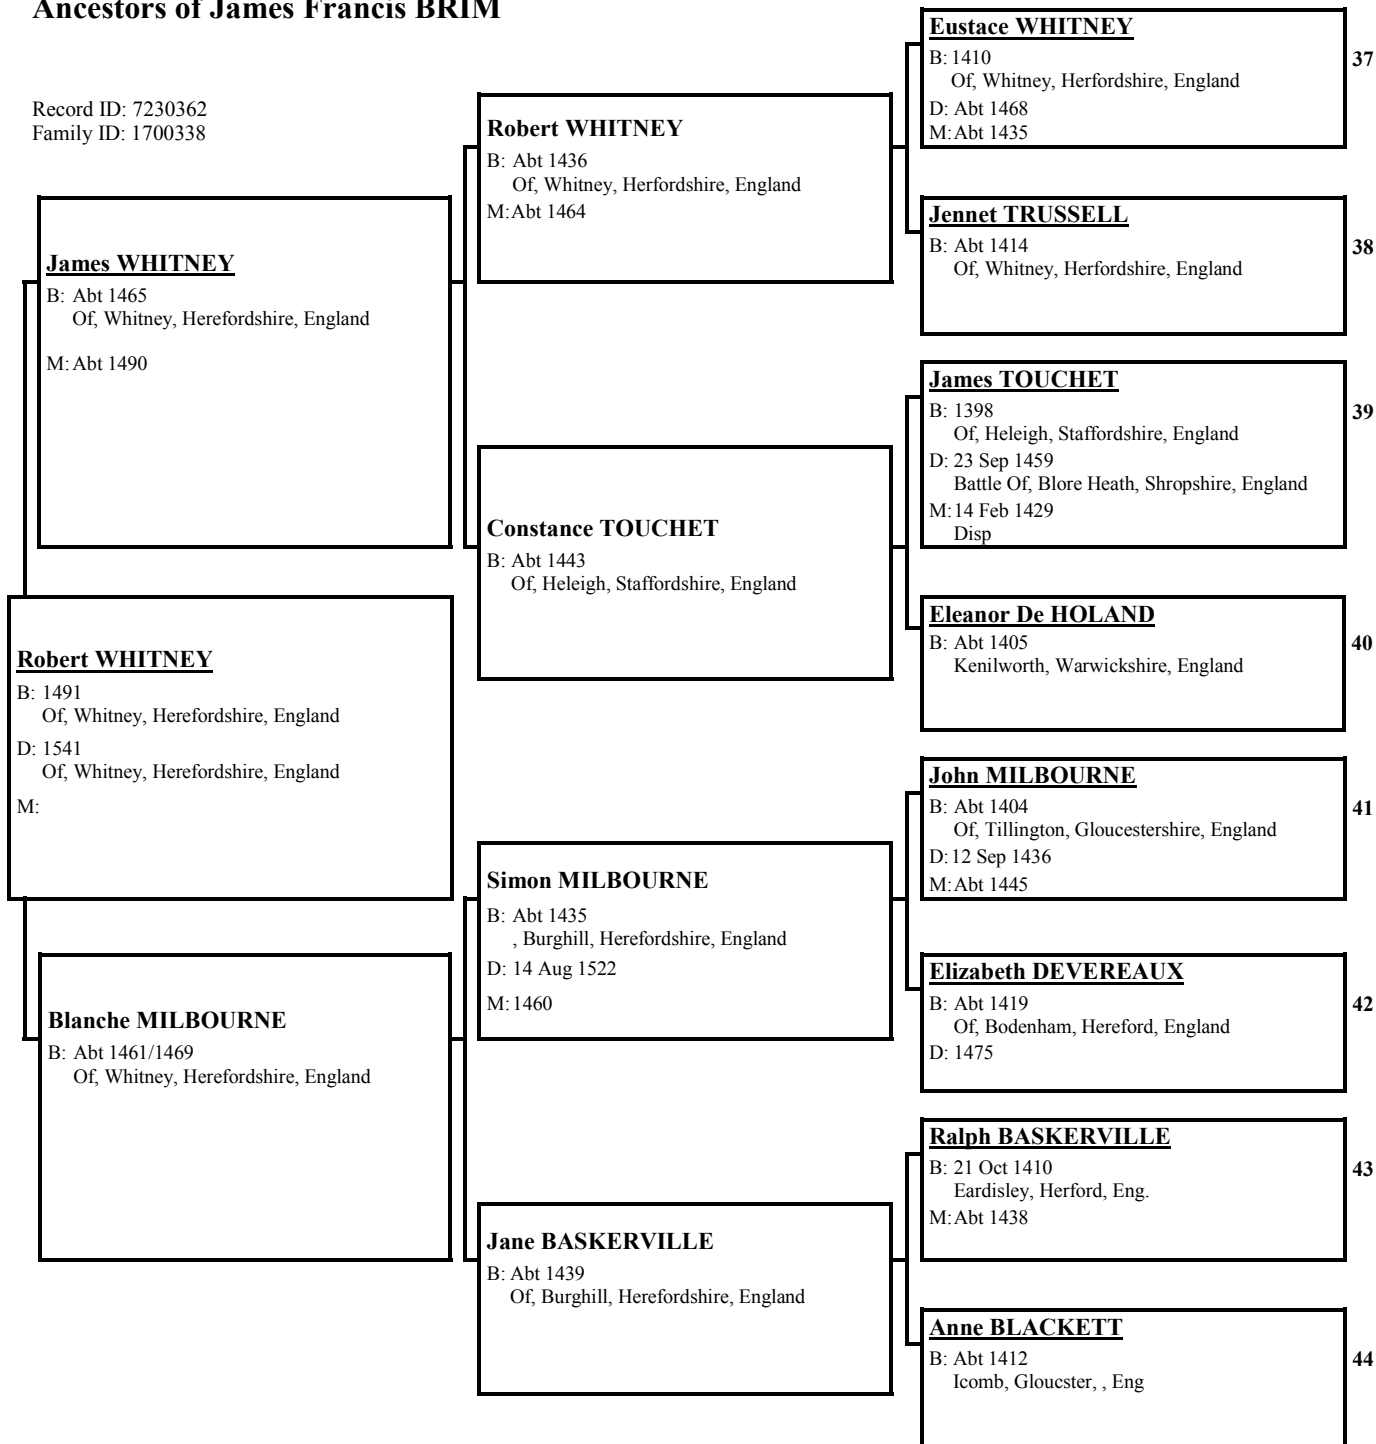 Ancestors of James Francis BRIM
Record ID: 7230362
Family ID: 1700338
James WHITNEY
B: Abt 1465
Of, Whitney, Herefordshire, England
M: Abt 1490
Robert WHITNEY
B: 1491
Of, Whitney, Herefordshire, England
D: 1541
Of, Whitney, Herefordshire, England
M:
Blanche MILBOURNE
B: Abt 1461/1469
Of, Whitney, Herefordshire, England
Robert WHITNEY
B: Abt 1436
Of, Whitney, Herfordshire, England
M: Abt 1464
Constance TOUCHET
B: Abt 1443
Of, Heleigh, Staffordshire, England
Simon MILBOURNE
B: Abt 1435
, Burghill, Herefordshire, England
D: 14 Aug 1522
M: 1460
Jane BASKERVILLE
B: Abt 1439
Of, Burghill, Herefordshire, England
Eustace WHITNEY
B: 1410
Of, Whitney, Herfordshire, England
D: Abt 1468
M: Abt 1435
37
Jennet TRUSSELL
B: Abt 1414
Of, Whitney, Herfordshire, England
38
James TOUCHET
B: 1398
Of, Heleigh, Staffordshire, England
D: 23 Sep 1459
Battle Of, Blore Heath, Shropshire, England
M: 14 Feb 1429
Disp
39
Eleanor De HOLAND
B: Abt 1405
Kenilworth, Warwickshire, England
40
John MILBOURNE
B: Abt 1404
Of, Tillington, Gloucestershire, England
D: 12 Sep 1436
M: Abt 1445
41
Elizabeth DEVEREAUX
B: Abt 1419
Of, Bodenham, Hereford, England
D: 1475
42
Ralph BASKERVILLE
B: 21 Oct 1410
Eardisley, Herford, Eng.
M: Abt 1438
43
Anne BLACKETT
B: Abt 1412
Icomb, Gloucster, , Eng
44